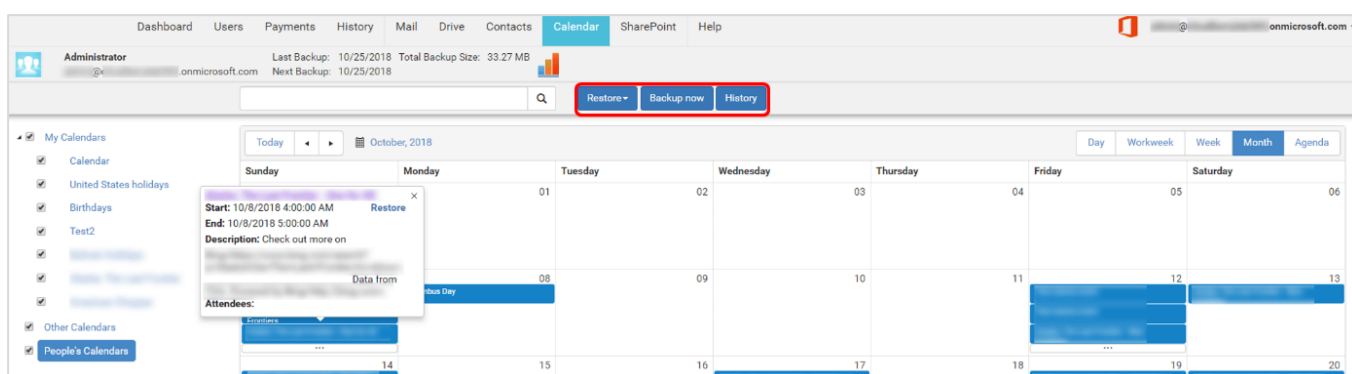 Dashboard Users Payments History Mail Drive Contacts Calendar SharePoint Help @ onmicrosoft.com
Administrator Last Backup: 10/25/2018 Total Backup Size: 33.27 MB
.onmicrosoft.com Next Backup: 10/25/2018
Restore Backup now History
My Calendars Today October, 2018 Day Workweek Week Month Agenda
Calendar
Sunday Monday Tuesday Wednesday Thursday Friday Saturday
United States holidays
Birthdays
Test2
Other Calendars
People's Calendars
Start: 10/8/2018 4:00:00 AM Restore
End: 10/8/2018 5:00:00 AM
Description: Check out more on
Data from
Attendees:
01 02 03 04 05 06
08 09 10 11 12 13
Day
Frontiers
...
...
14 15 16 17 18 19 20